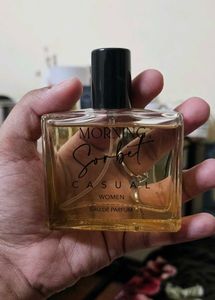 MORNING
Sorbet
CASUAL
WOMEN
EAU DE PARFUM